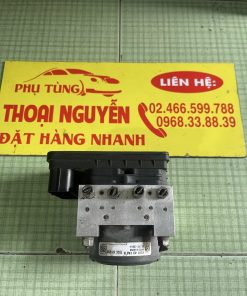 PHỤ TÙNG
LIÊN HỆ:
THOẠI NGUYỄN
02.466.599.788
0968.33.88.39
ĐẶT HÀNG NHANH